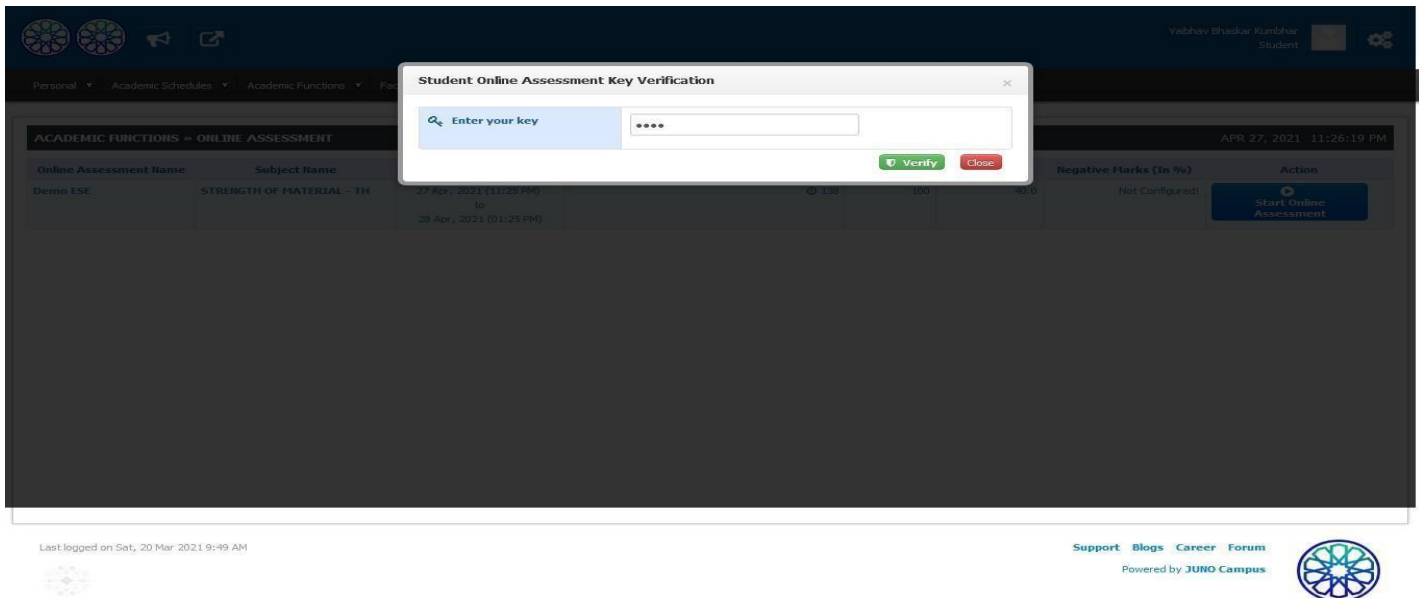 Vaibhav Bhaskar Kumbhar
Student
Personal Academic Schedules Academic Functions Fac
Student Online Assessment Key Verification ×
Enter your key ••••
Verify Close
ACADEMIC FUNCTIONS » ONLINE ASSESSMENT APR 27, 2021 11:26:19 PM
Online Assessment Name Subject Name Negative Marks (In %) Action
Demo ESE STRENGTH OF MATERIAL - TH 27 Apr, 2021 (11:25 PM) 138 100 40.0 Not Configured! Start Online
to Assessment
28 Apr, 2021 (01:25 PM)
Last logged on Sat, 20 Mar 2021 9:49 AM Support Blogs Career Forum
Powered by JUNO Campus